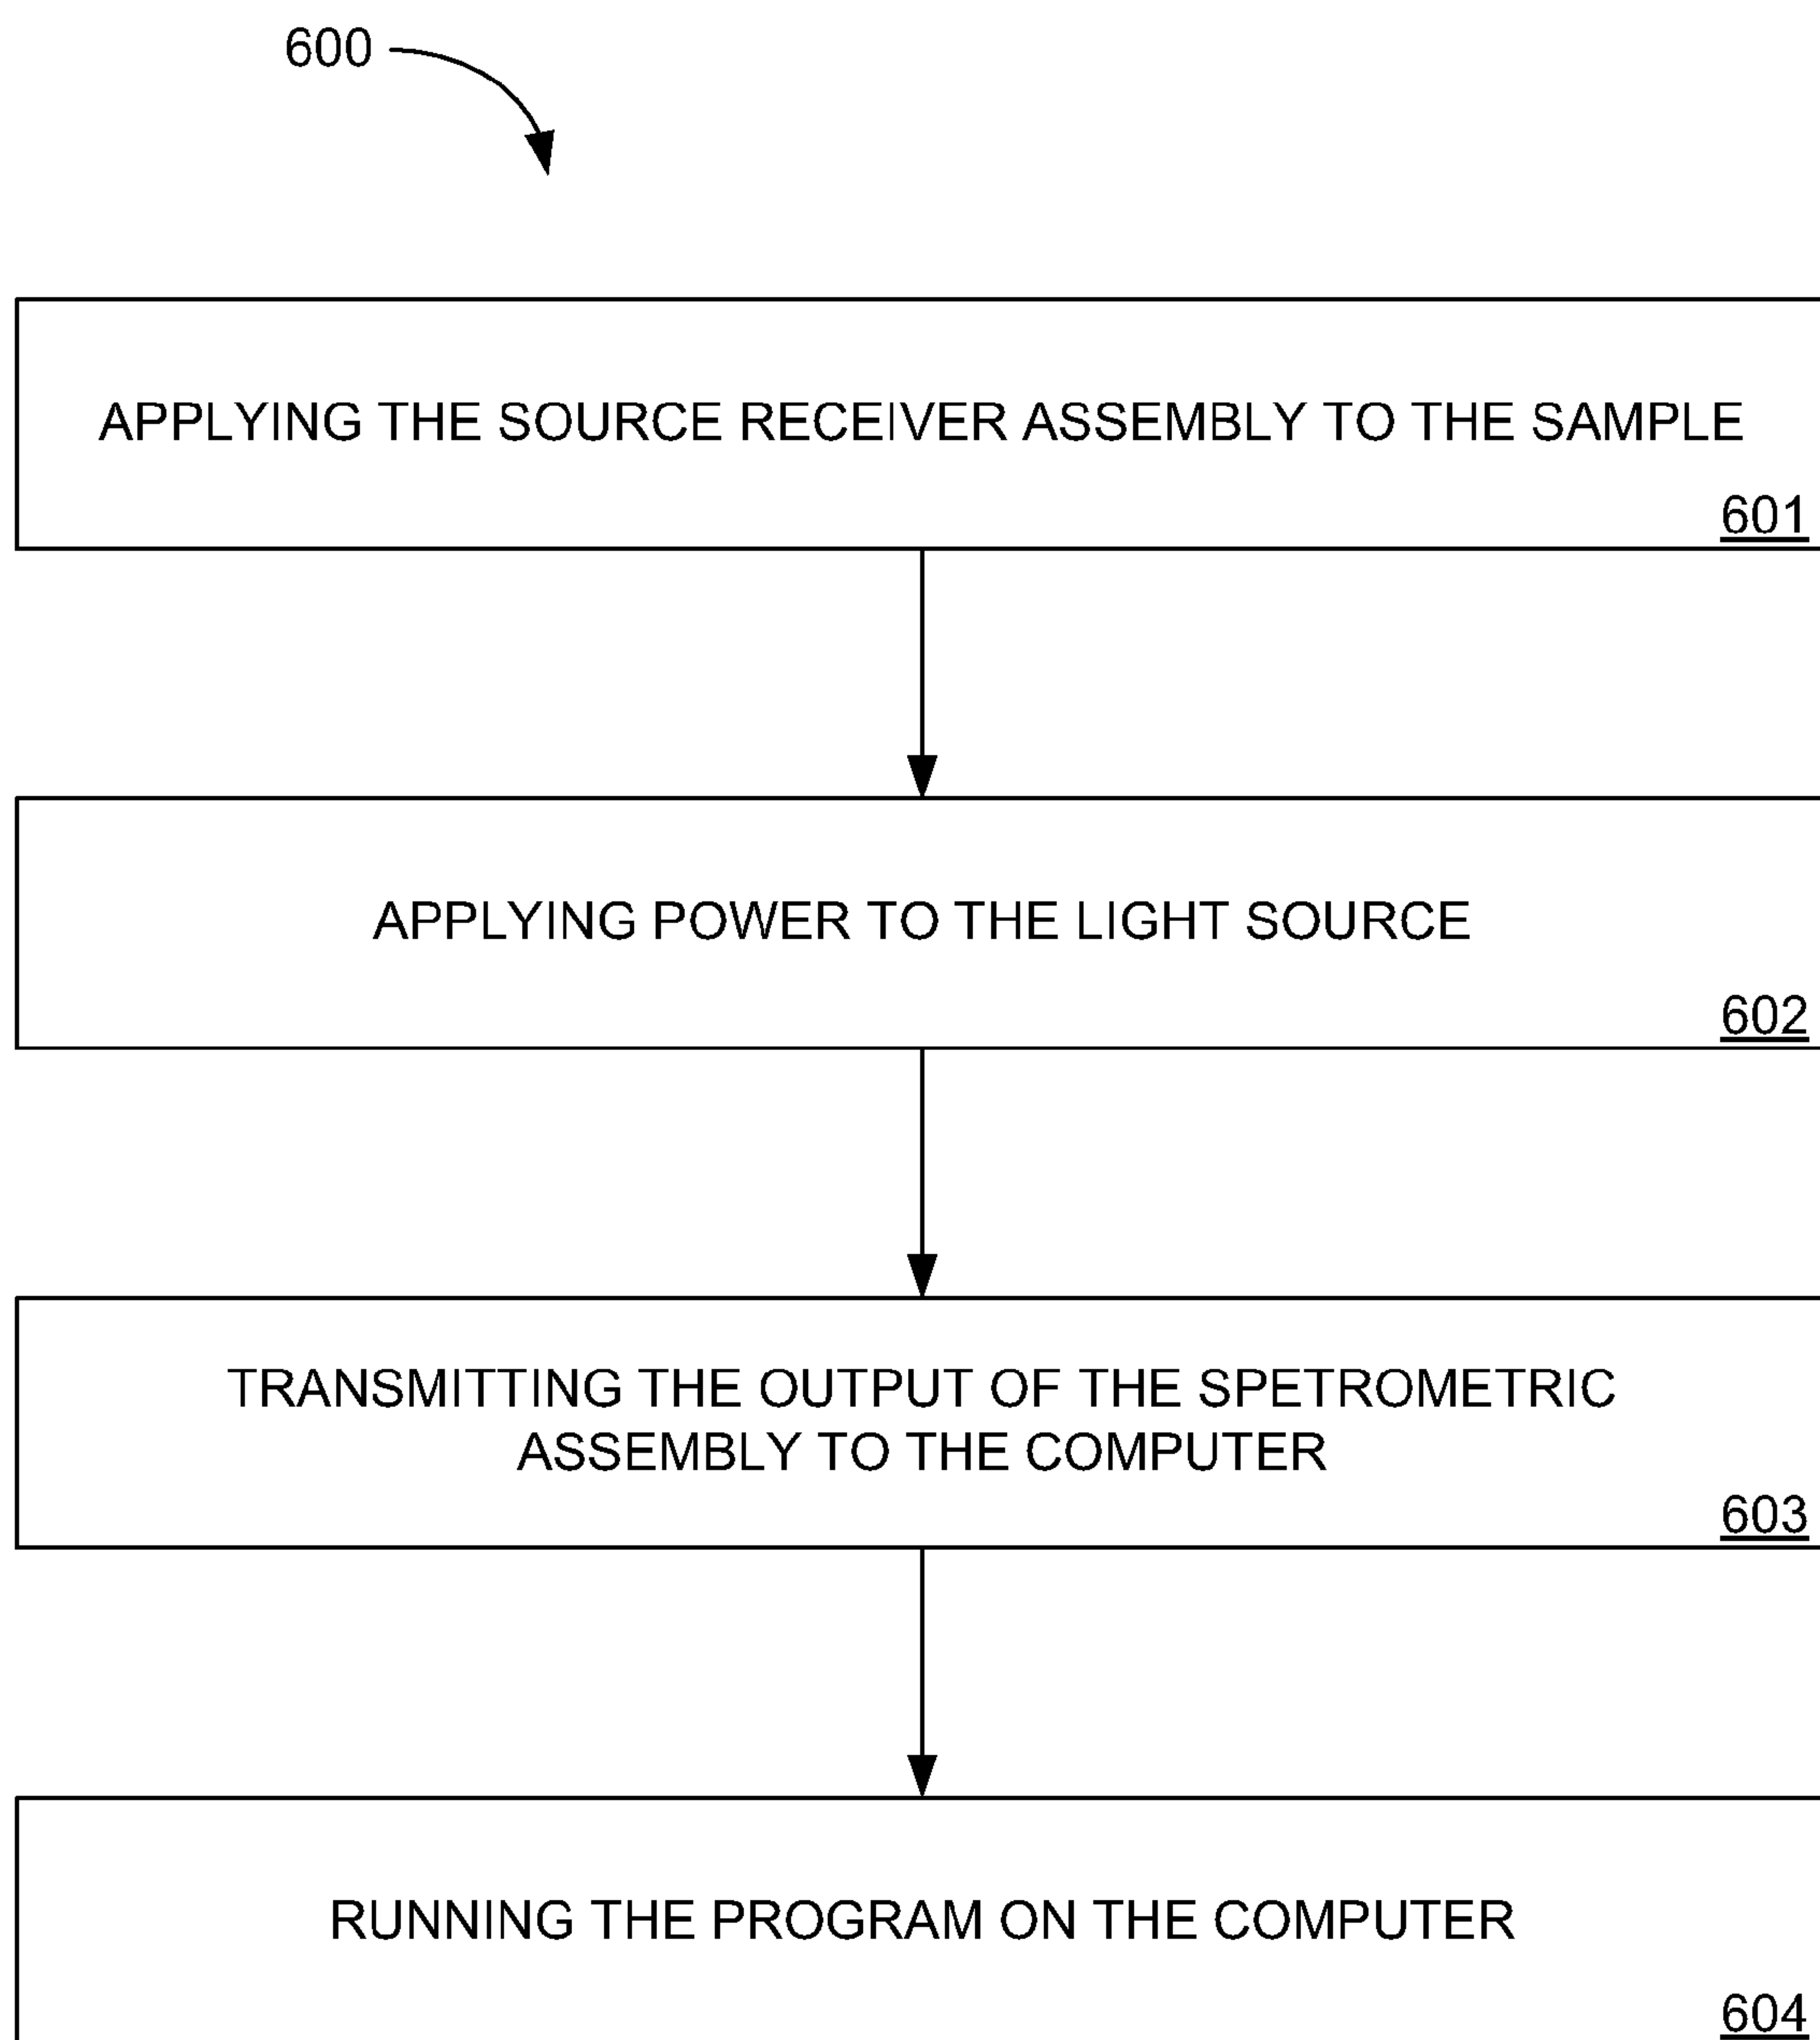 600
APPLYING THE SOURCE RECEIVER ASSEMBLY TO THE SAMPLE
601
APPLYING POWER TO THE LIGHT SOURCE
602
TRANSMITTING THE OUTPUT OF THE SPETROMETRIC
ASSEMBLY TO THE COMPUTER
603
RUNNING THE PROGRAM ON THE COMPUTER
604